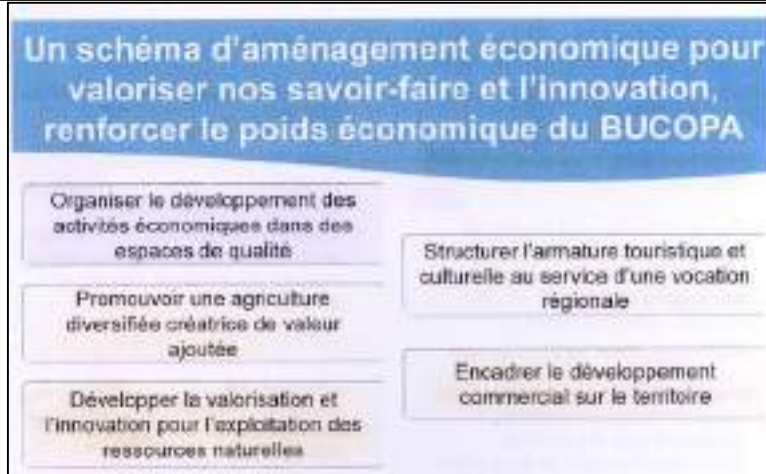 Un schéma d'aménagement économique pour
valoriser nos savoir-faire et l'innovation,
renforcer le poids économique du BUCOPA
Organiser le développement des
activités économiques dans des
espaces de qualité
Promouvoir une agriculture
diversifiée créatrice de valeur
ajoutée
Développer la valorisation et
l'innovation pour l'exploitation des
ressources naturelles
Structurer l'armature touristique et
culturelle au service d'une vocation
régionale
Encadrer le développement
commercial sur le territoire